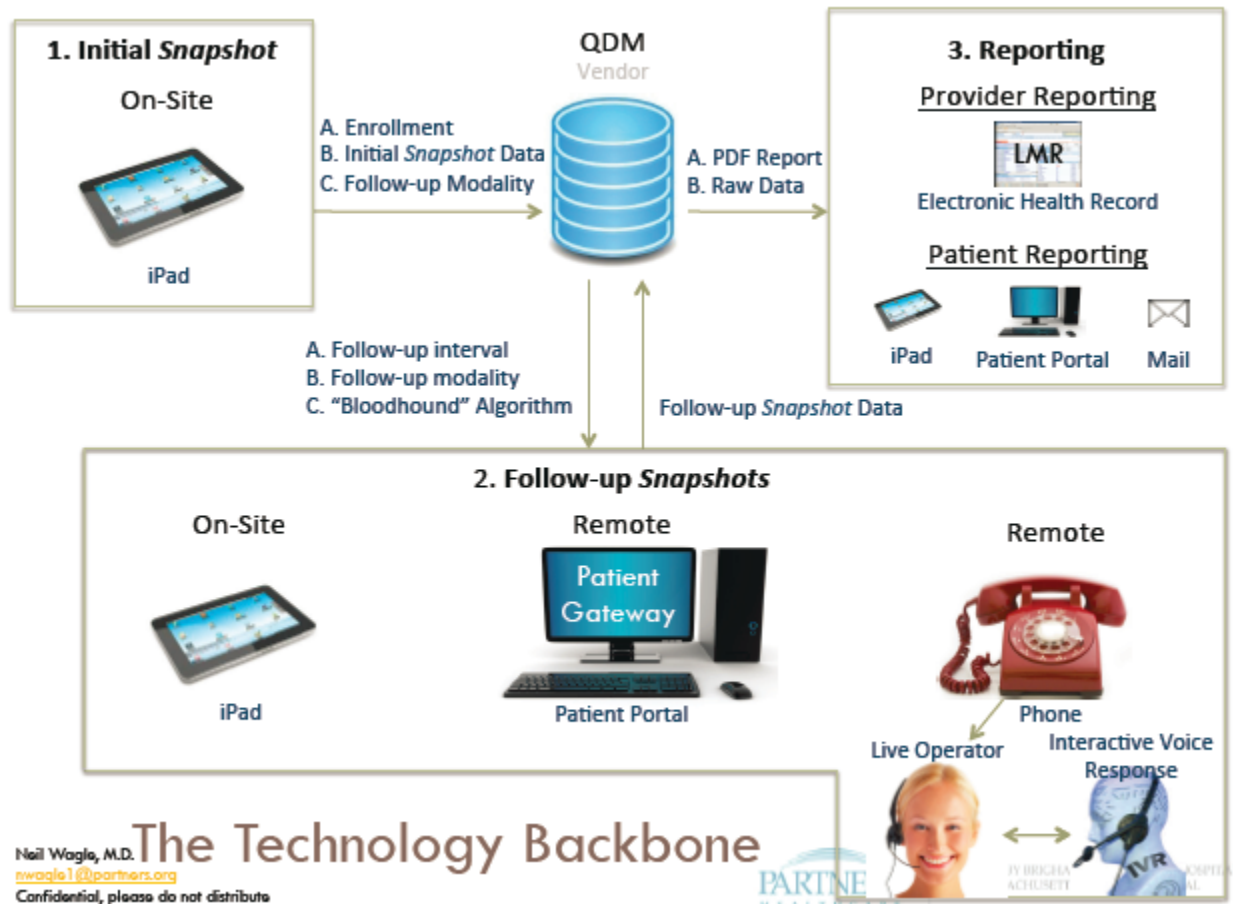 1. Initial Snapshot
On-Site
iPad
A. Enrollment
B. Initial Snapshot Data
C. Follow-up Modality
QDM
Vendor
A. PDF Report
B. Raw Data
3. Reporting
Provider Reporting
LMR
Electronic Health Record
Patient Reporting
iPad
Patient Portal
Mail
A. Follow-up interval
B. Follow-up modality
C. “Bloodhound” Algorithm
Follow-up Snapshot Data
2. Follow-up Snapshots
On-Site
iPad
Remote
Patient
Gateway
Patient Portal
Remote
Phone
Live Operator
Interactive Voice
Response
IVR
The Technology Backbone
Neil Wagle, M.D.
nwagle1@partners.org
Confidential, please do not distribute
PARTNE